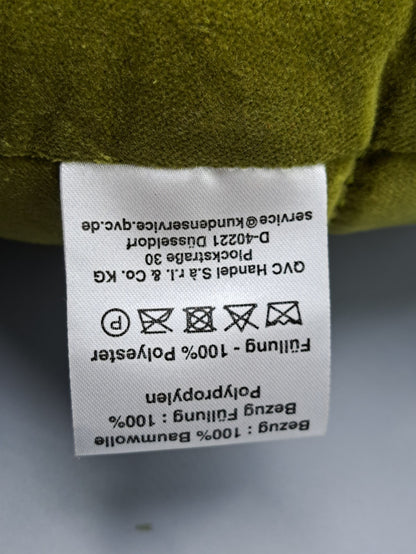 Bezug : 100% Baumwolle
Bezug Füllung : 100%
Polypropylen
Füllung - 100% Polyester
P
QVC Handel S.à r.l. & Co. KG
Plockstraße 30
D-40221 Düsseldorf
service@kundenservice.qvc.de